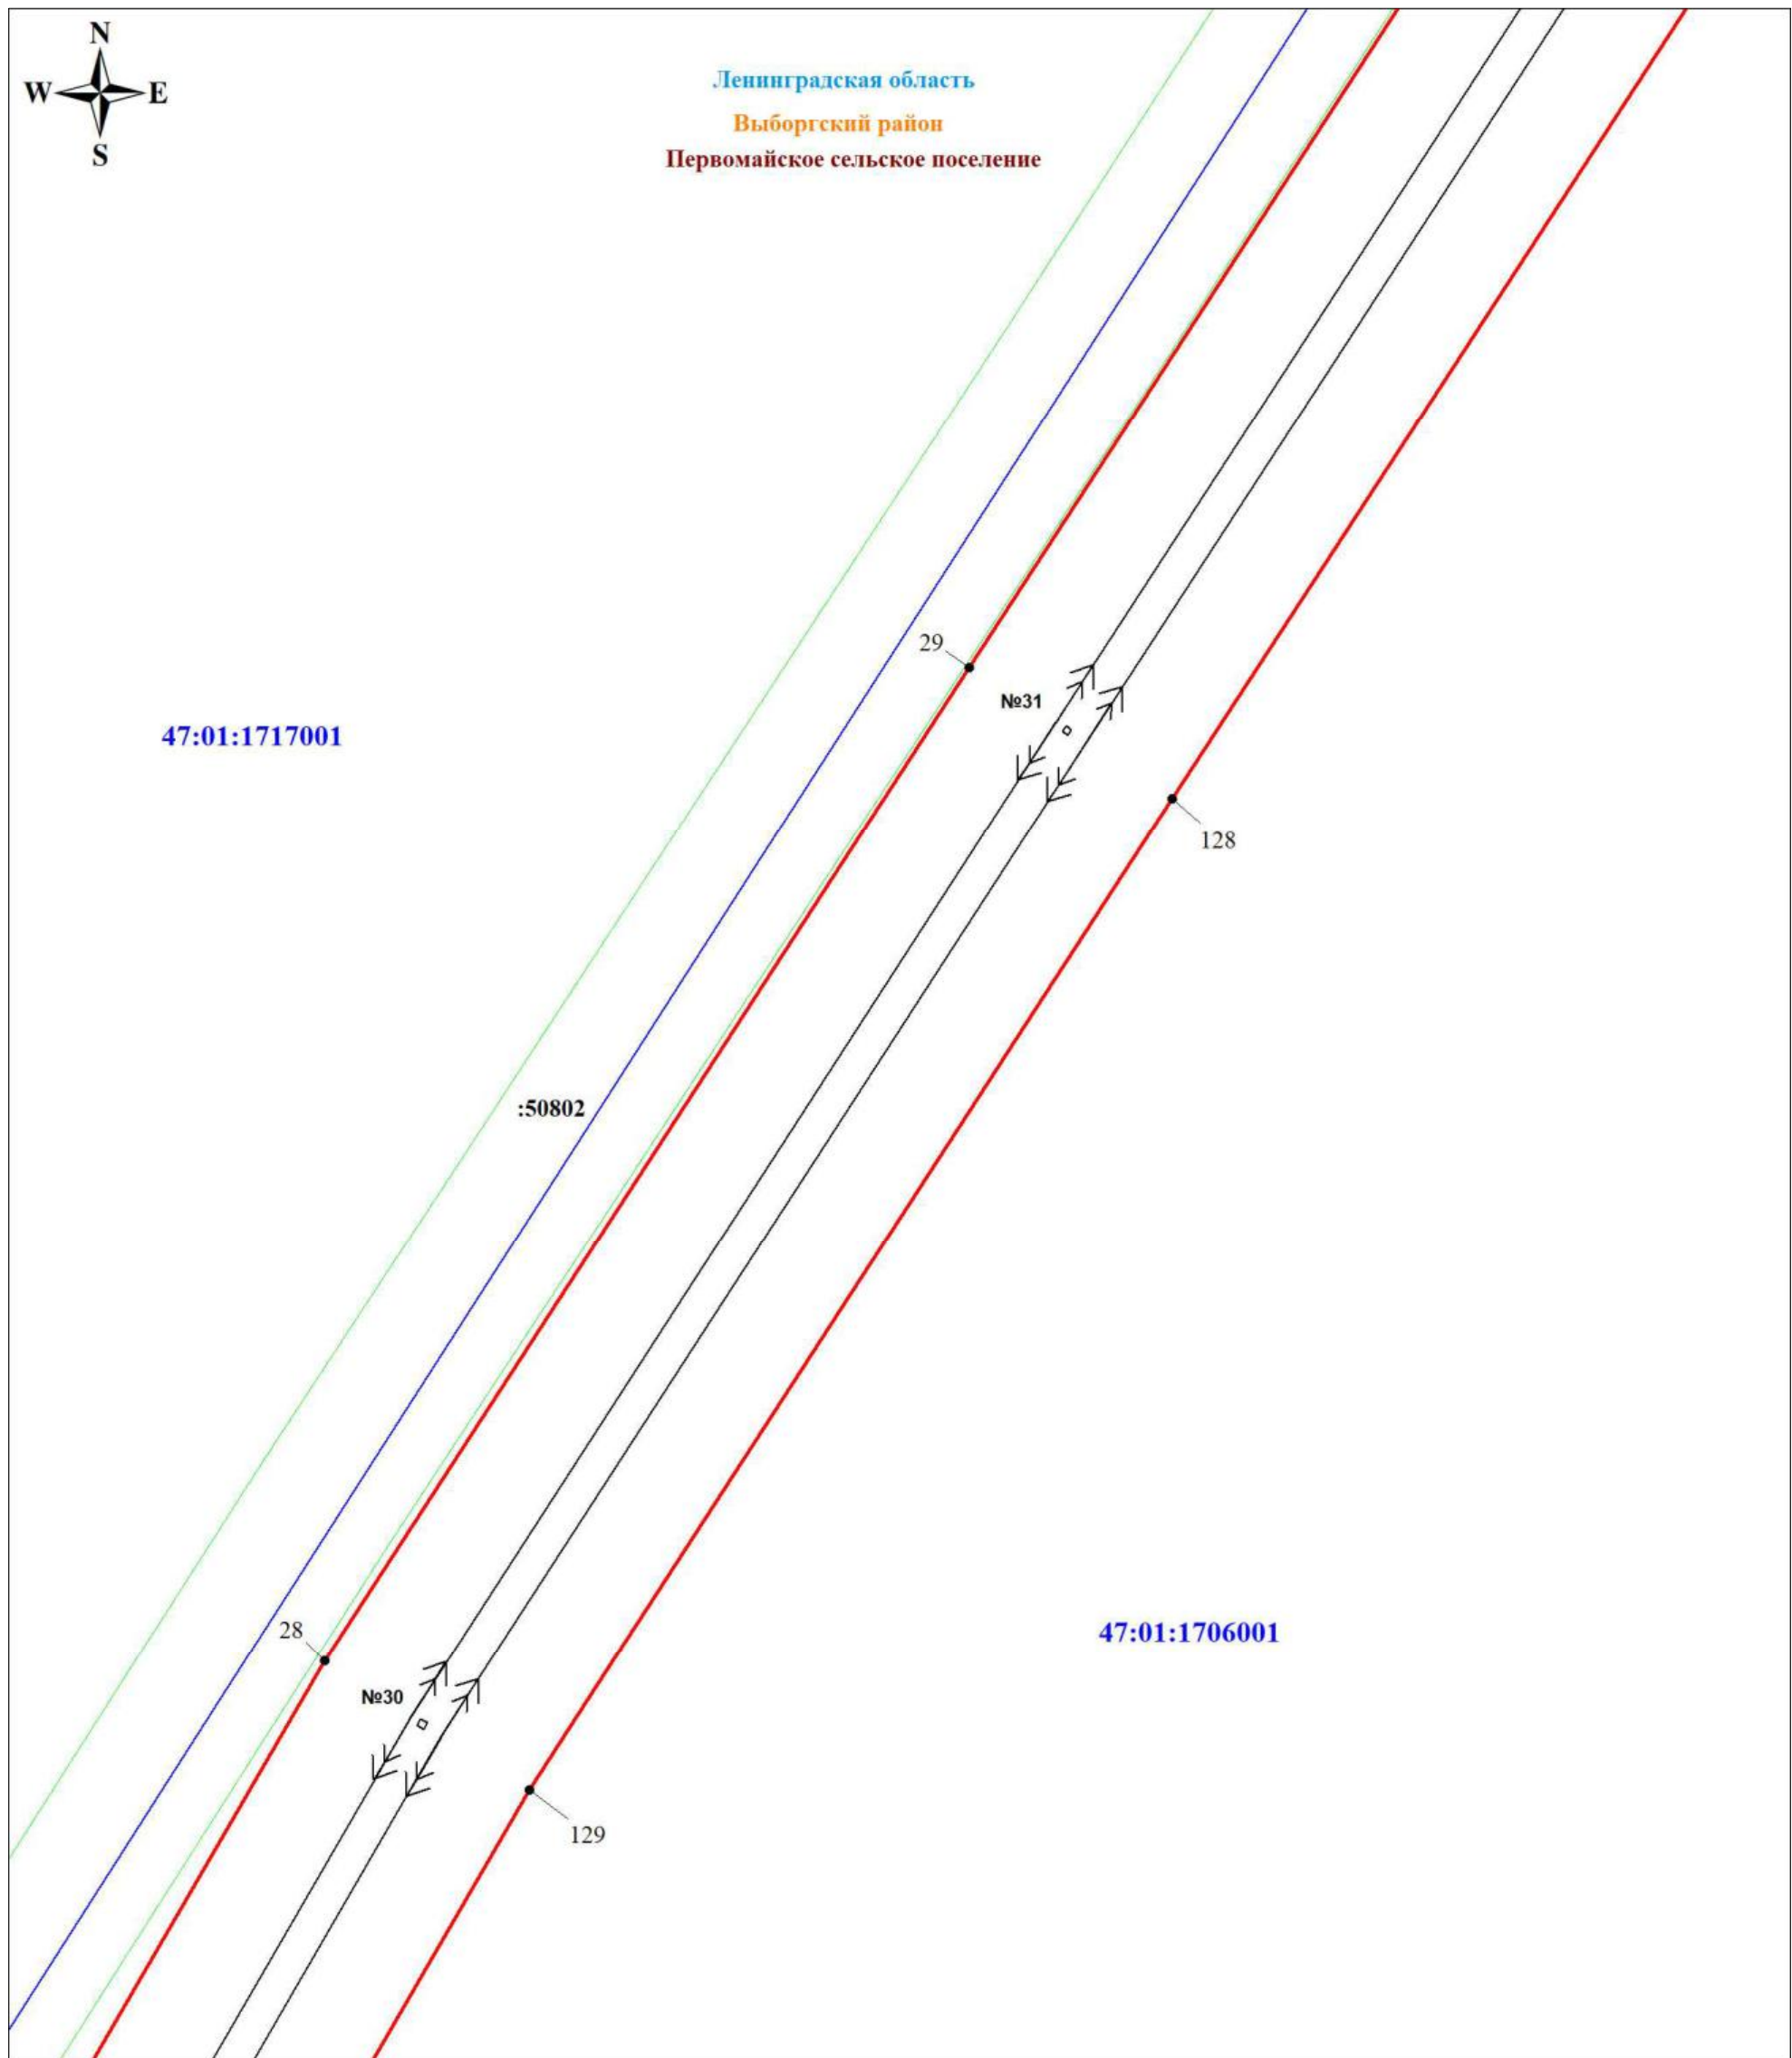 N
W E
S
Ленинградская область
Выборгский район
Первомайское сельское поселение
29
№31
47:01:1717001
128
:50802
28
47:01:1706001
№30
129